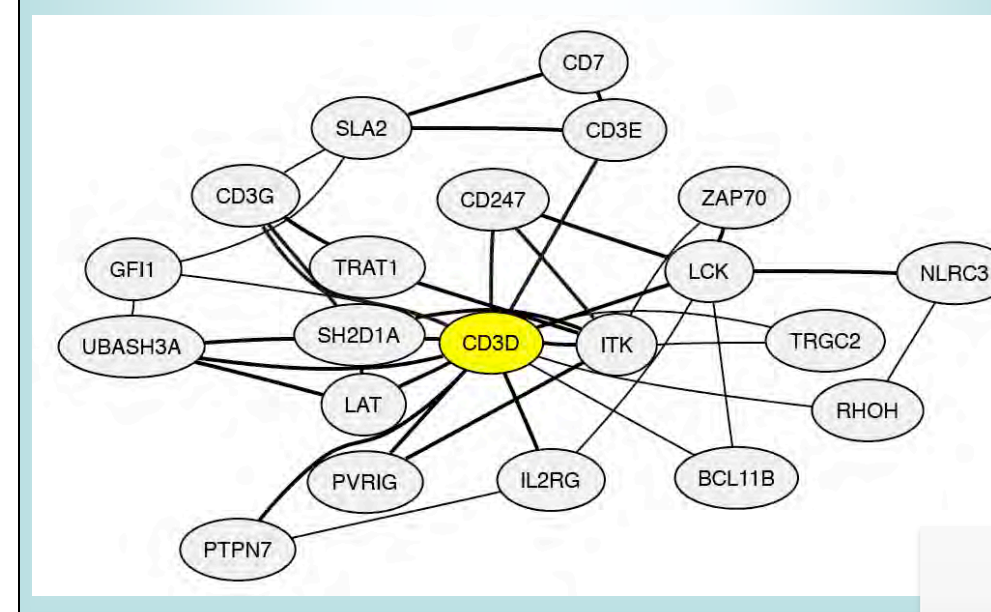 CD7
SLA2
CD3E
CD3G
CD247
ZAP70
GFI1
TRAT1
LCK
NLRC3
UBASH3A
SH2D1A
CD3D
ITK
TRGC2
LAT
RHOH
PVRIG
IL2RG
BCL11B
PTPN7